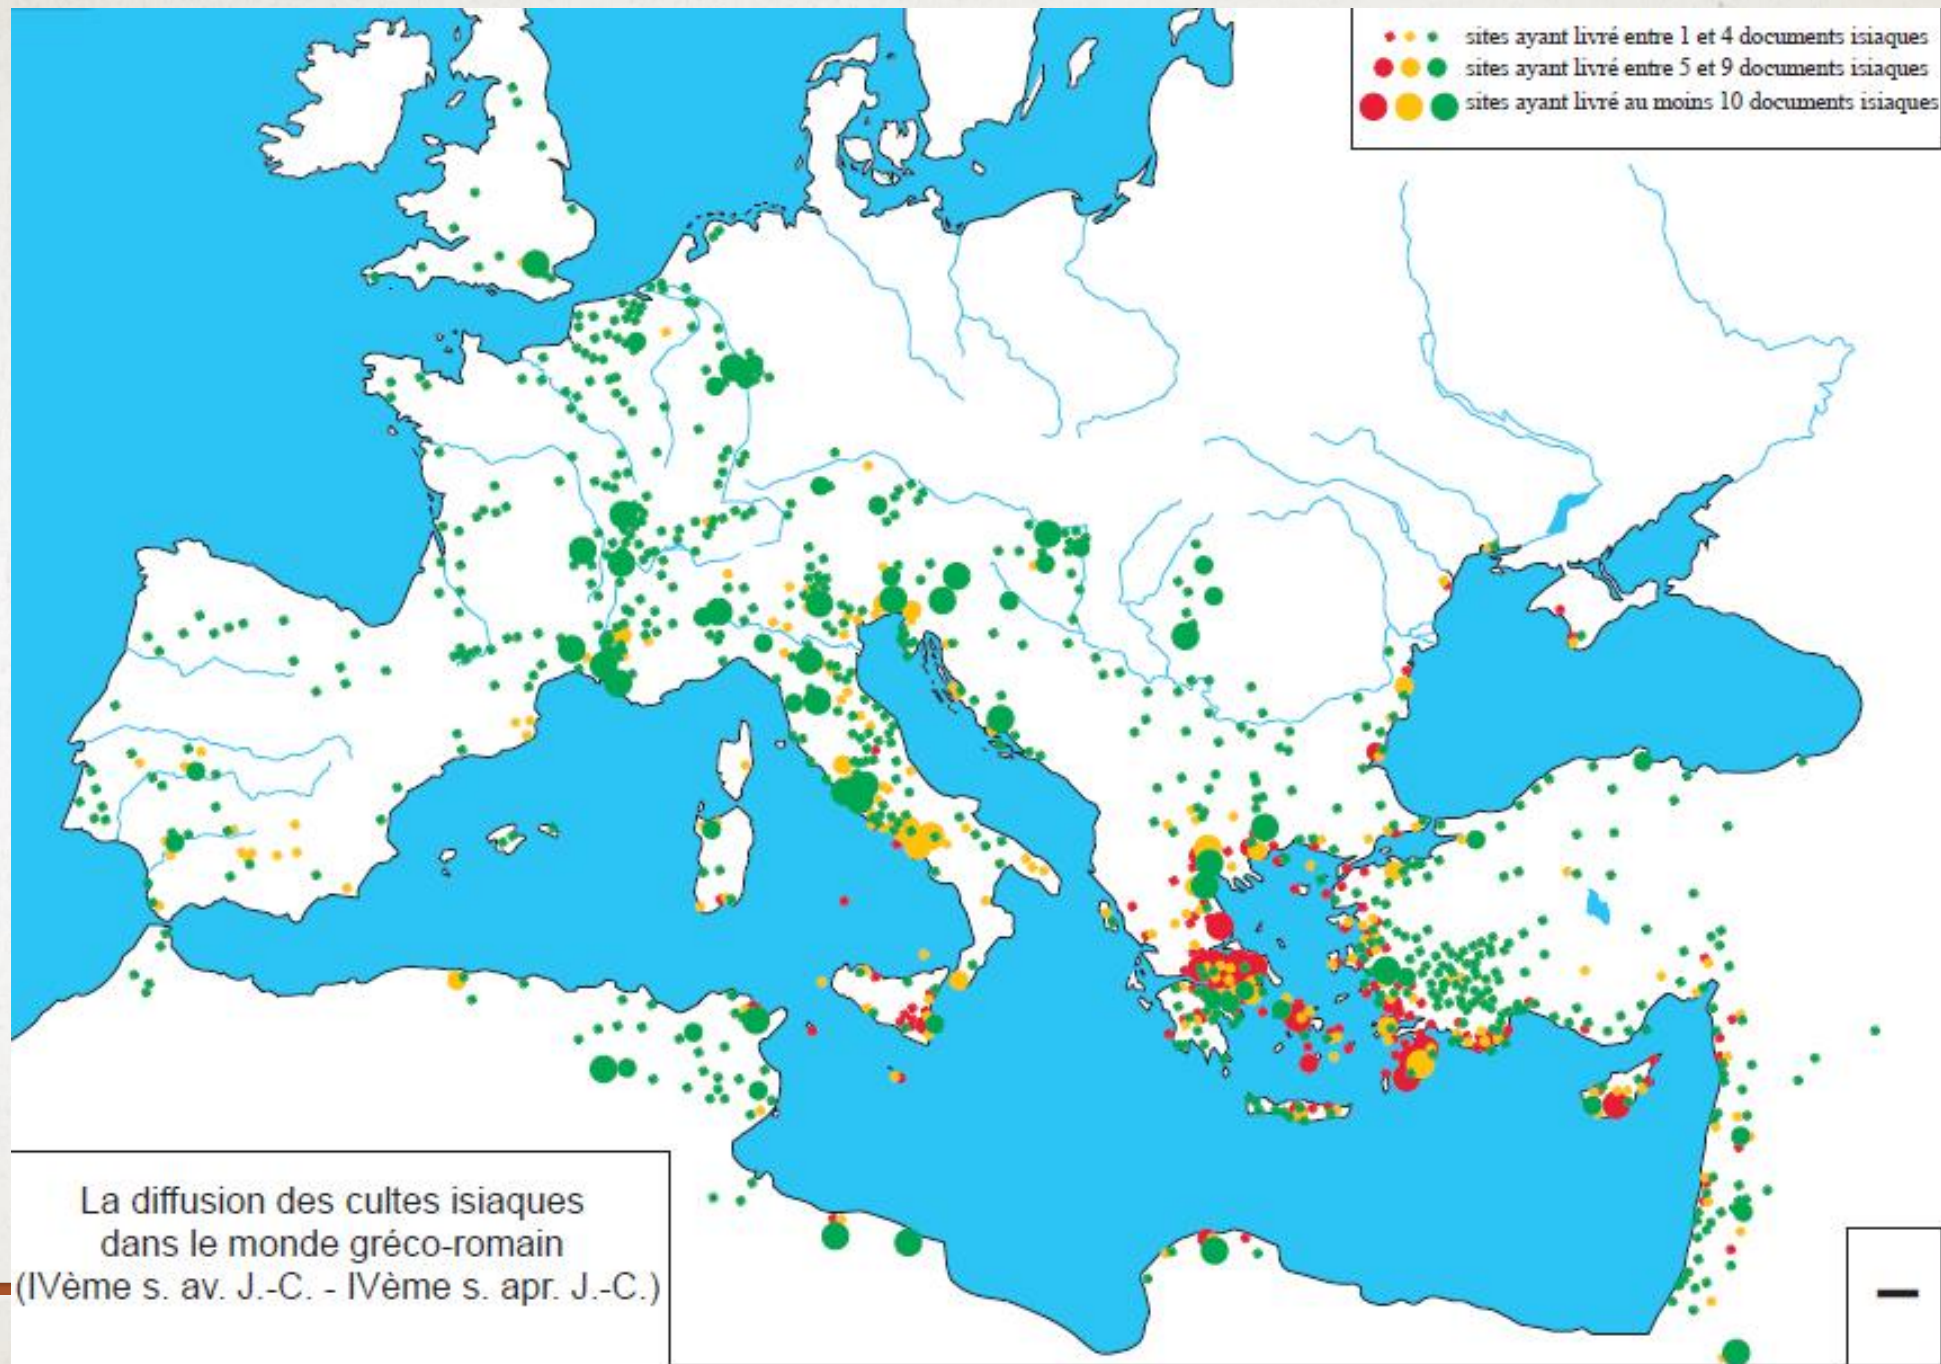 sites ayant livré entre 1 et 4 documents isiaques
sites ayant livré entre 5 et 9 documents isiaques
sites ayant livré au moins 10 documents isiaques
La diffusion des cultes isiaques
dans le monde gréco-romain
(IVème s. av. J.-C. - IVème s. apr. J.-C.)